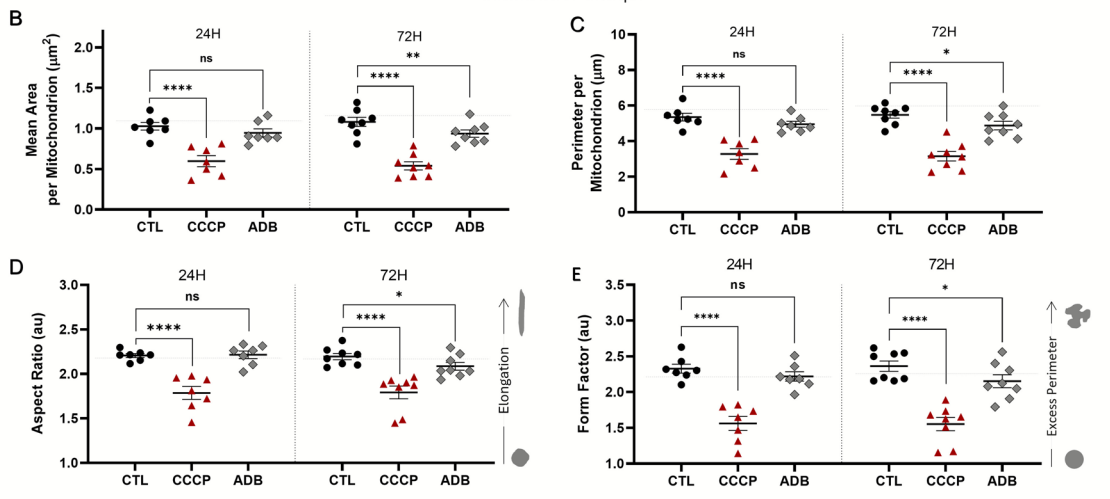 B
24H
72H
Mean Area
per Mitochondrion (μm²)
2.0
1.5
1.0
0.5
0.0
ns
****
**
****
CTL
CCCP
ADB
CTL
CCCP
ADB
C
24H
72H
Perimeter per
Mitochondrion (μm)
10
8
6
4
2
0
ns
****
*
****
CTL
CCCP
ADB
CTL
CCCP
ADB
D
24H
72H
Aspect Ratio (au)
3.0
2.5
2.0
1.5
1.0
ns
****
*
****
CTL
CCCP
ADB
CTL
CCCP
ADB
Elongation
E
24H
72H
Form Factor (au)
3.5
3.0
2.5
2.0
1.5
1.0
ns
****
*
****
CTL
CCCP
ADB
CTL
CCCP
ADB
Excess Perimeter